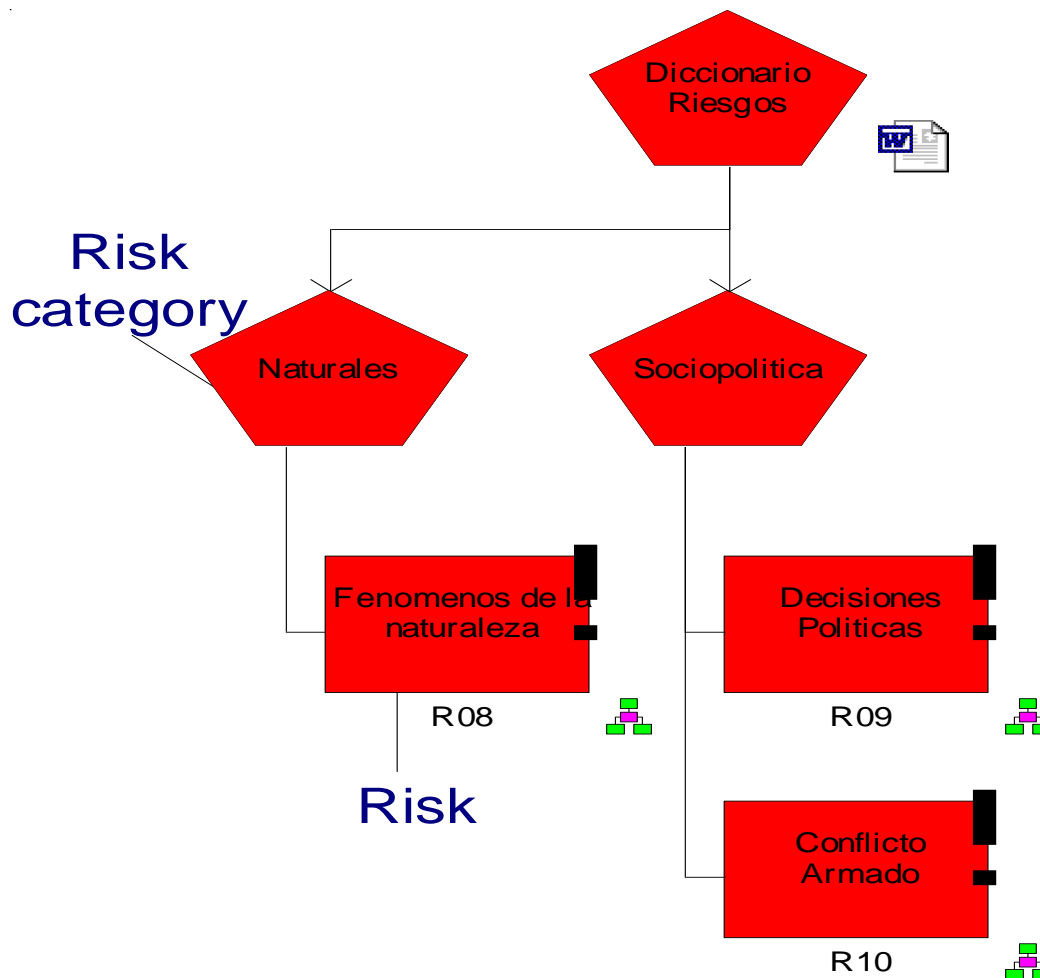 Diccionario
Riesgos
W
Risk
category
Naturales
Sociopolitica
Fenomenos de la
naturaleza
Decisiones
Politicas
R08
R09
Risk
Conflicto
Armado
R10